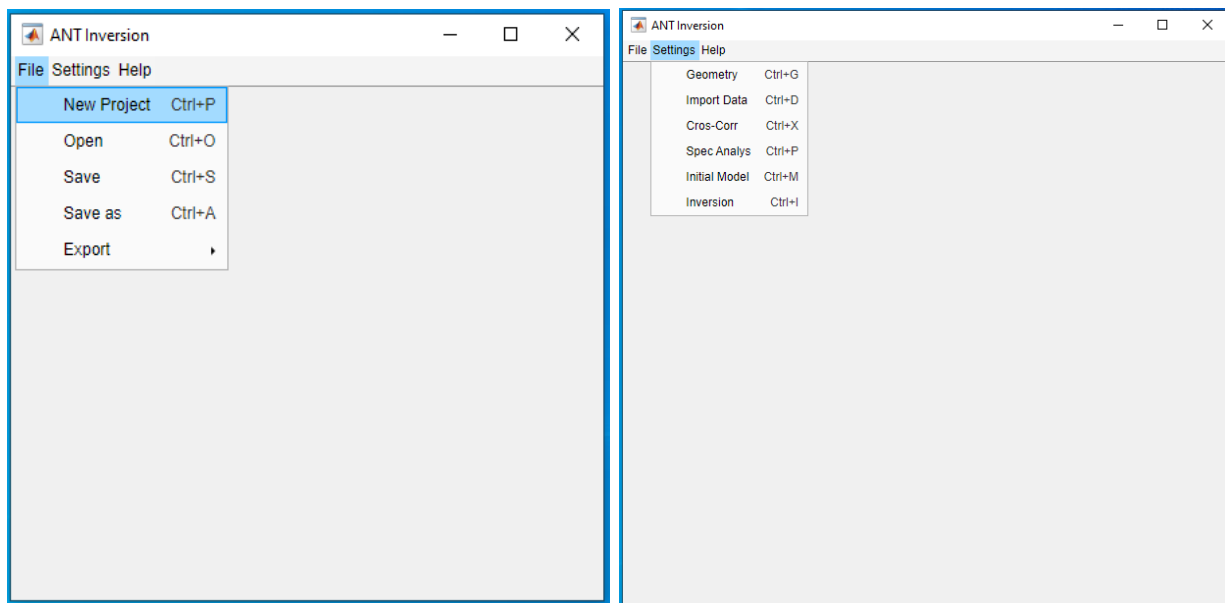 ANT Inversion
File Settings Help
New Project Ctrl+P
Open Ctrl+O
Save Ctrl+S
Save as Ctrl+A
Export
ANT Inversion
File Settings Help
Geometry Ctrl+G
Import Data Ctrl+D
Cros-Corr Ctrl+X
Spec Analys Ctrl+P
Initial Model Ctrl+M
Inversion Ctrl+I